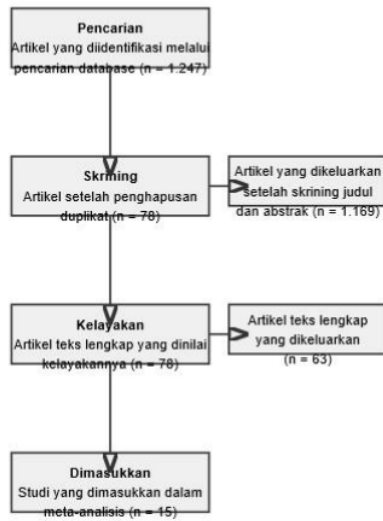 Pencarian
Artikel yang diidentifikasi melalui
pencarian database (n = 1.247)
Skrining
Artikel setelah penghapusan
duplikat (n = 78)
Artikel yang dikeluarkan
setelah skrining judul
dan abstrak (n = 1.169)
Kelayakan
Artikel teks lengkap yang dinilai
kelayakannya (n = 78)
Artikel teks lengkap
yang dikeluarkan
(n = 63)
Dimasukkan
Studi yang dimasukkan dalam
meta-analisis (n = 15)